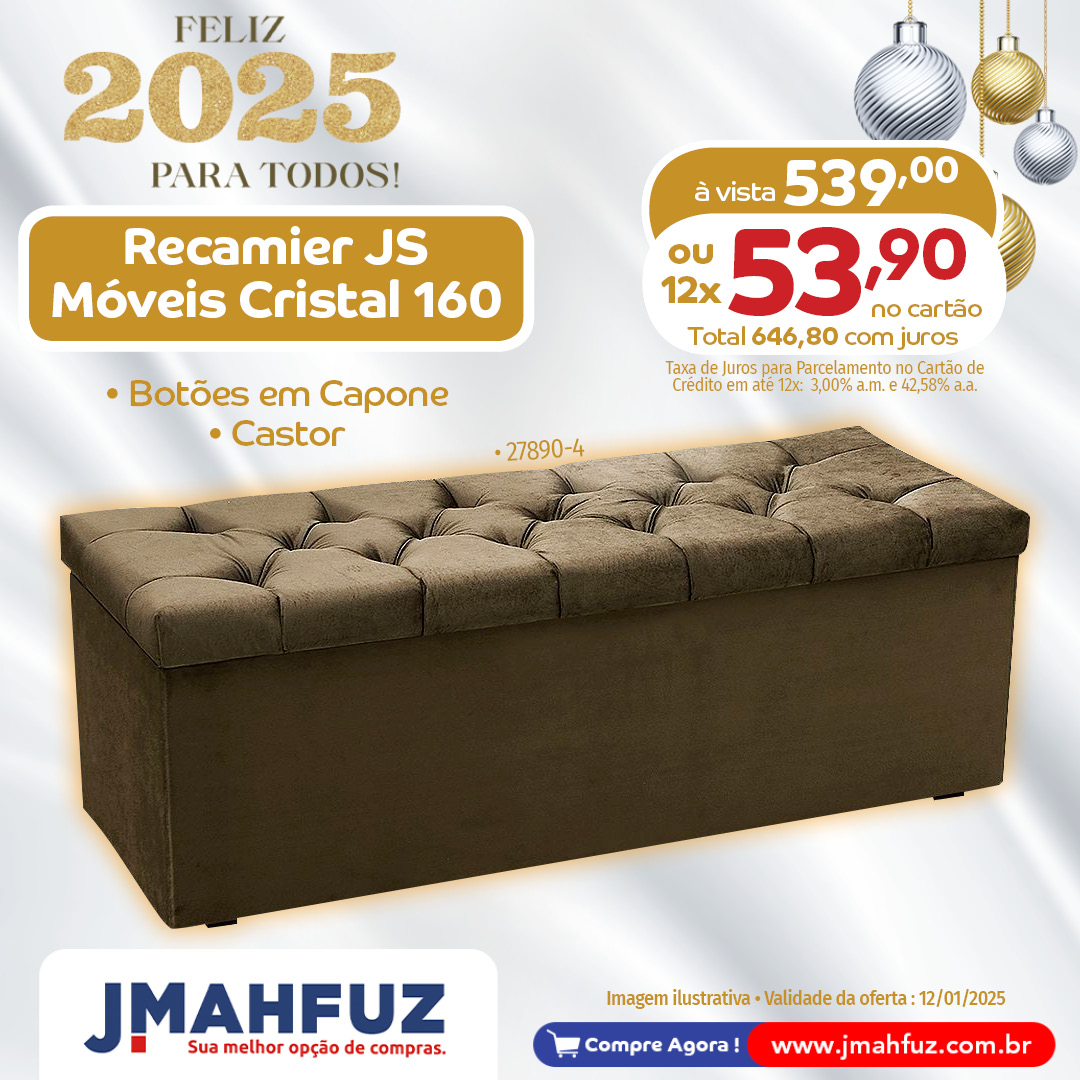 FELIZ
2025
PARA TODOS!
Recamier JS
Móveis Cristal 160
• Botões em Capone
• Castor
• 27890-4
à vista 539,00
ou
12x 53,90
no cartão
Total 646,80 com juros
Taxa de Juros para Parcelamento no Cartão de
Crédito em até 12x: 3,00% a.m. e 42,58% a.a.
JMAHFUZ
Sua melhor opção de compras.
Imagem ilustrativa • Validade da oferta : 12/01/2025
Compre Agora ! www.jmahfuz.com.br